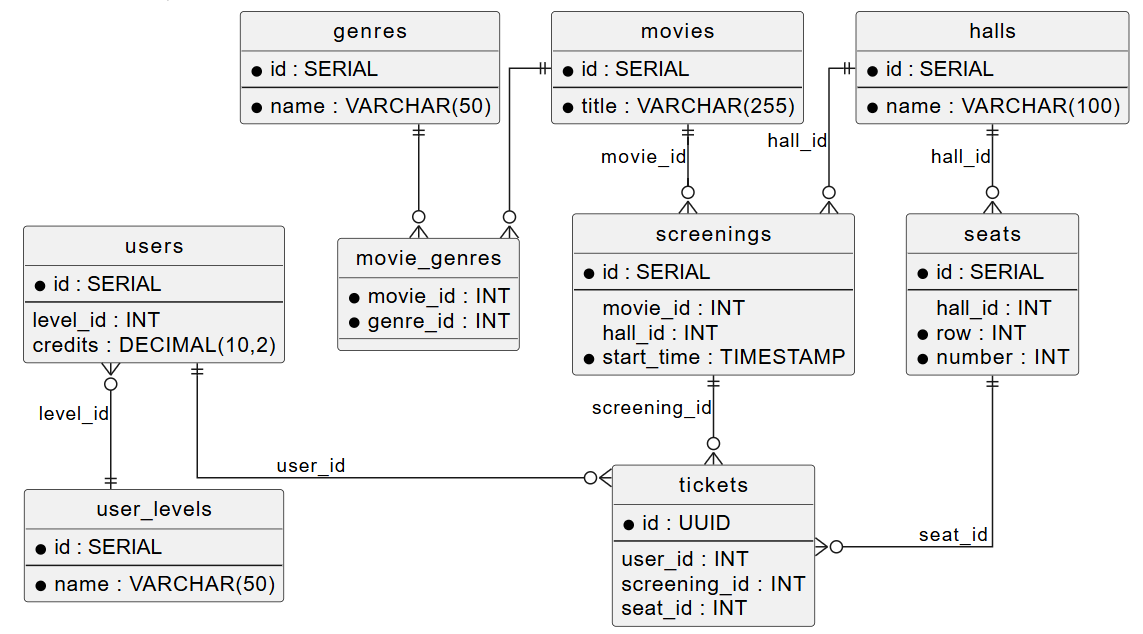 genres
● id : SERIAL
● name : VARCHAR(50)
movies
● id : SERIAL
● title : VARCHAR(255)
halls
● id : SERIAL
● name : VARCHAR(100)
movie_id
hall_id
hall_id
users
● id : SERIAL
level_id : INT
credits : DECIMAL(10,2)
movie_genres
● movie_id : INT
● genre_id : INT
screenings
● id : SERIAL
movie_id : INT
hall_id : INT
● start_time : TIMESTAMP
seats
● id : SERIAL
hall_id : INT
● row : INT
● number : INT
level_id
screening_id
user_id
seat_id
user_levels
● id : SERIAL
● name : VARCHAR(50)
tickets
● id : UUID
user_id : INT
screening_id : INT
seat_id : INT